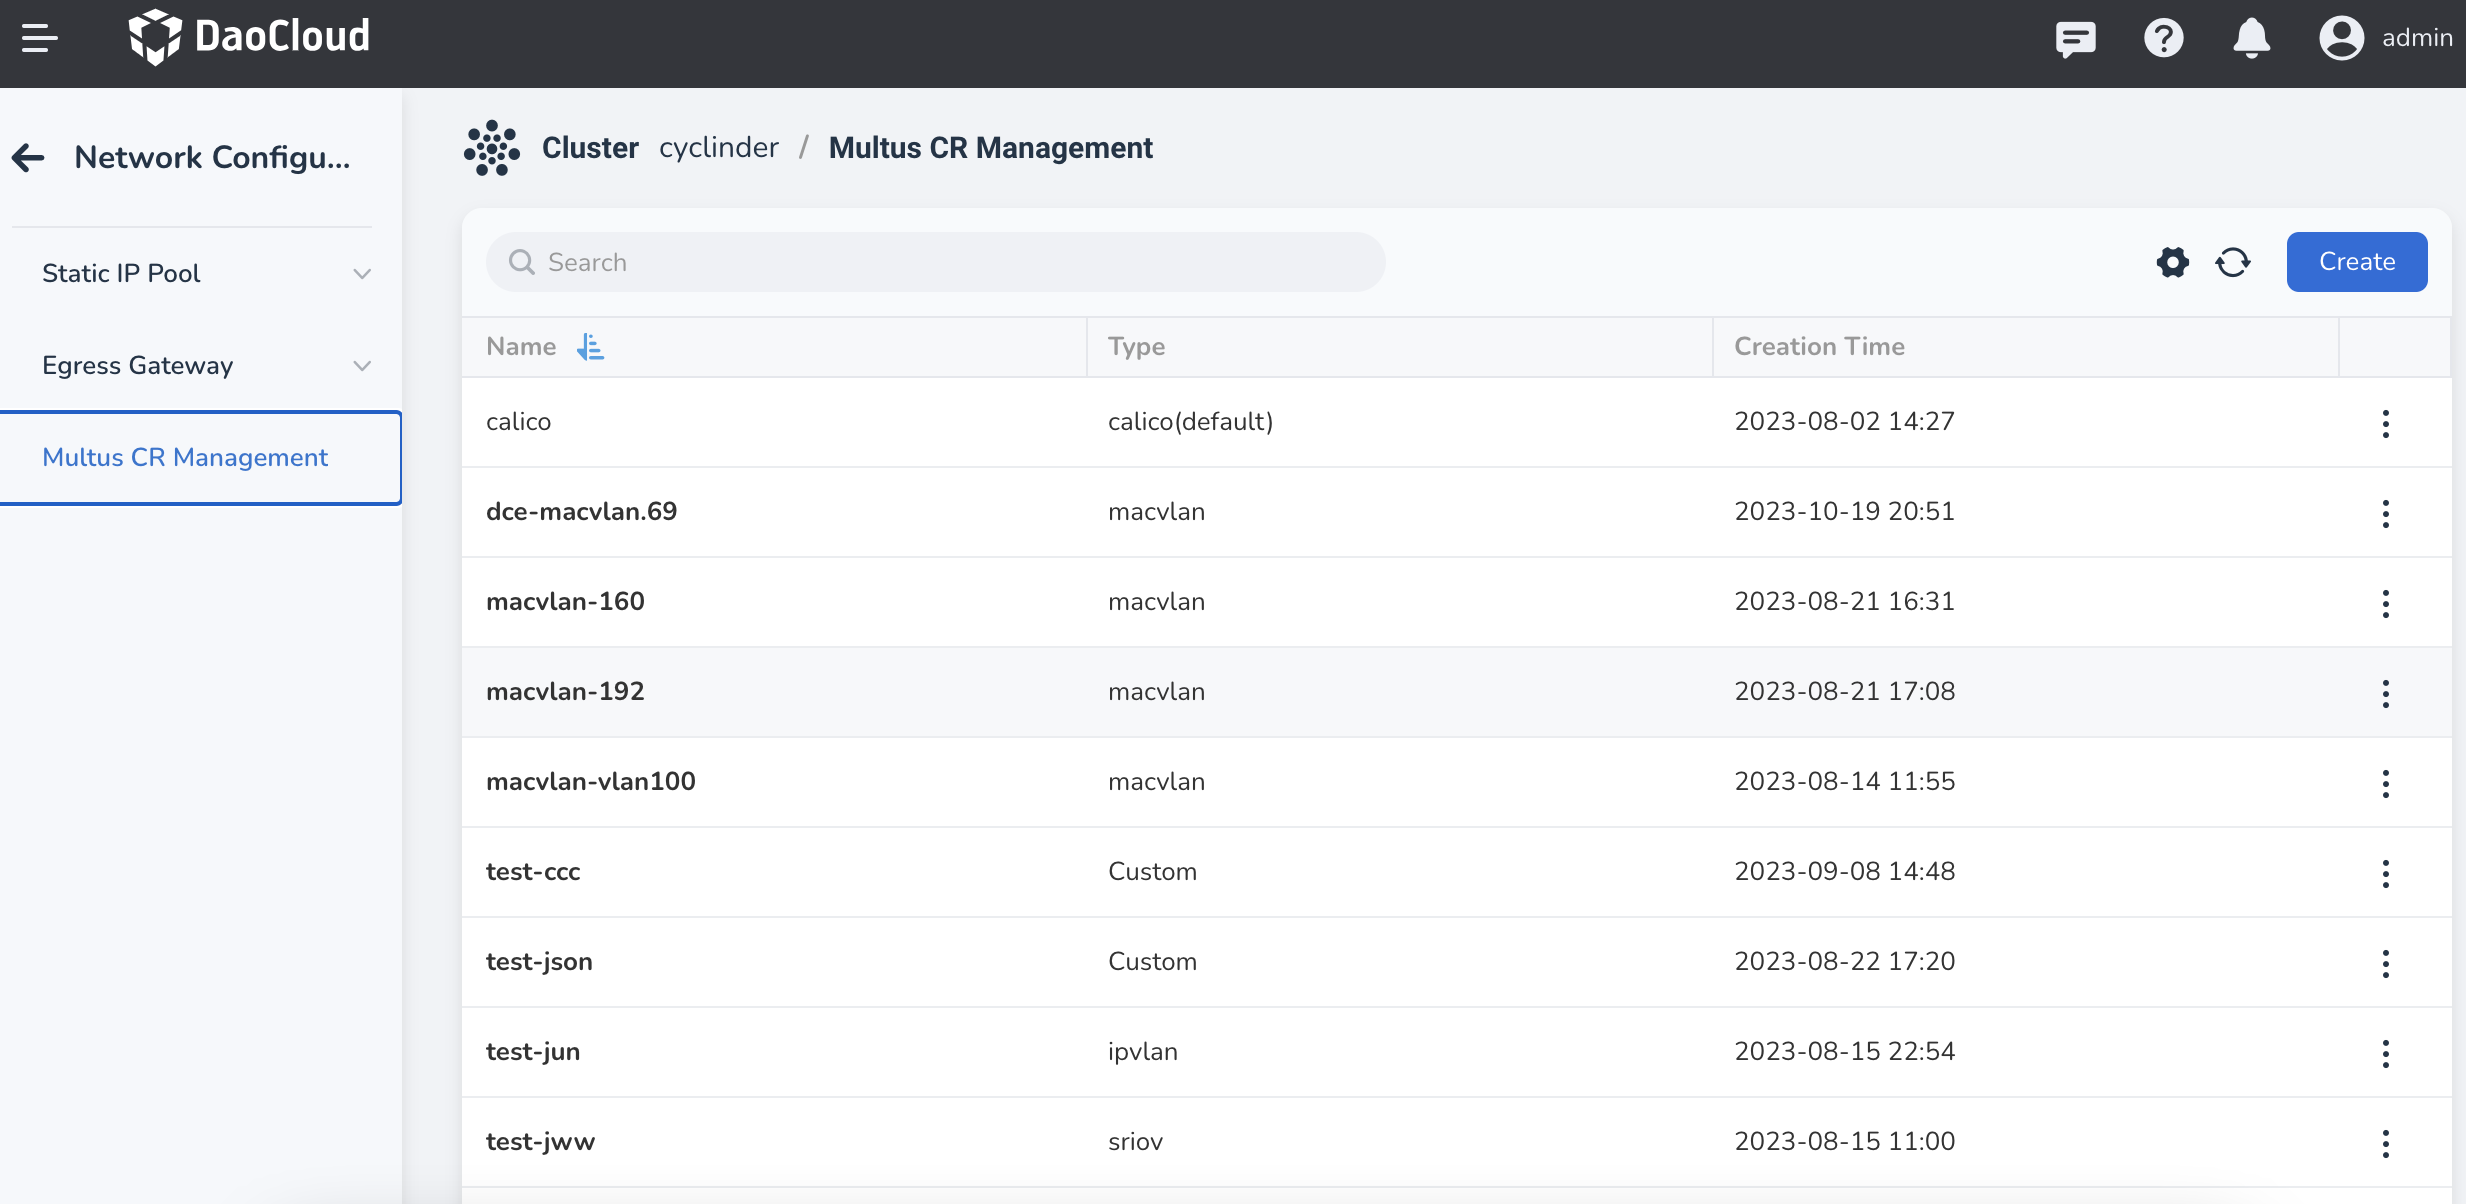 DaoCloud
admin
Network Configu...
Static IP Pool
Egress Gateway
Multus CR Management
Cluster cyclinder / Multus CR Management
Search
Create
Name Type Creation Time
calico calico(default) 2023-08-02 14:27
dce-macvlan.69 macvlan 2023-10-19 20:51
macvlan-160 macvlan 2023-08-21 16:31
macvlan-192 macvlan 2023-08-21 17:08
macvlan-vlan100 macvlan 2023-08-14 11:55
test-ccc Custom 2023-09-08 14:48
test-json Custom 2023-08-22 17:20
test-jun ipvlan 2023-08-15 22:54
test-jww sriov 2023-08-15 11:00